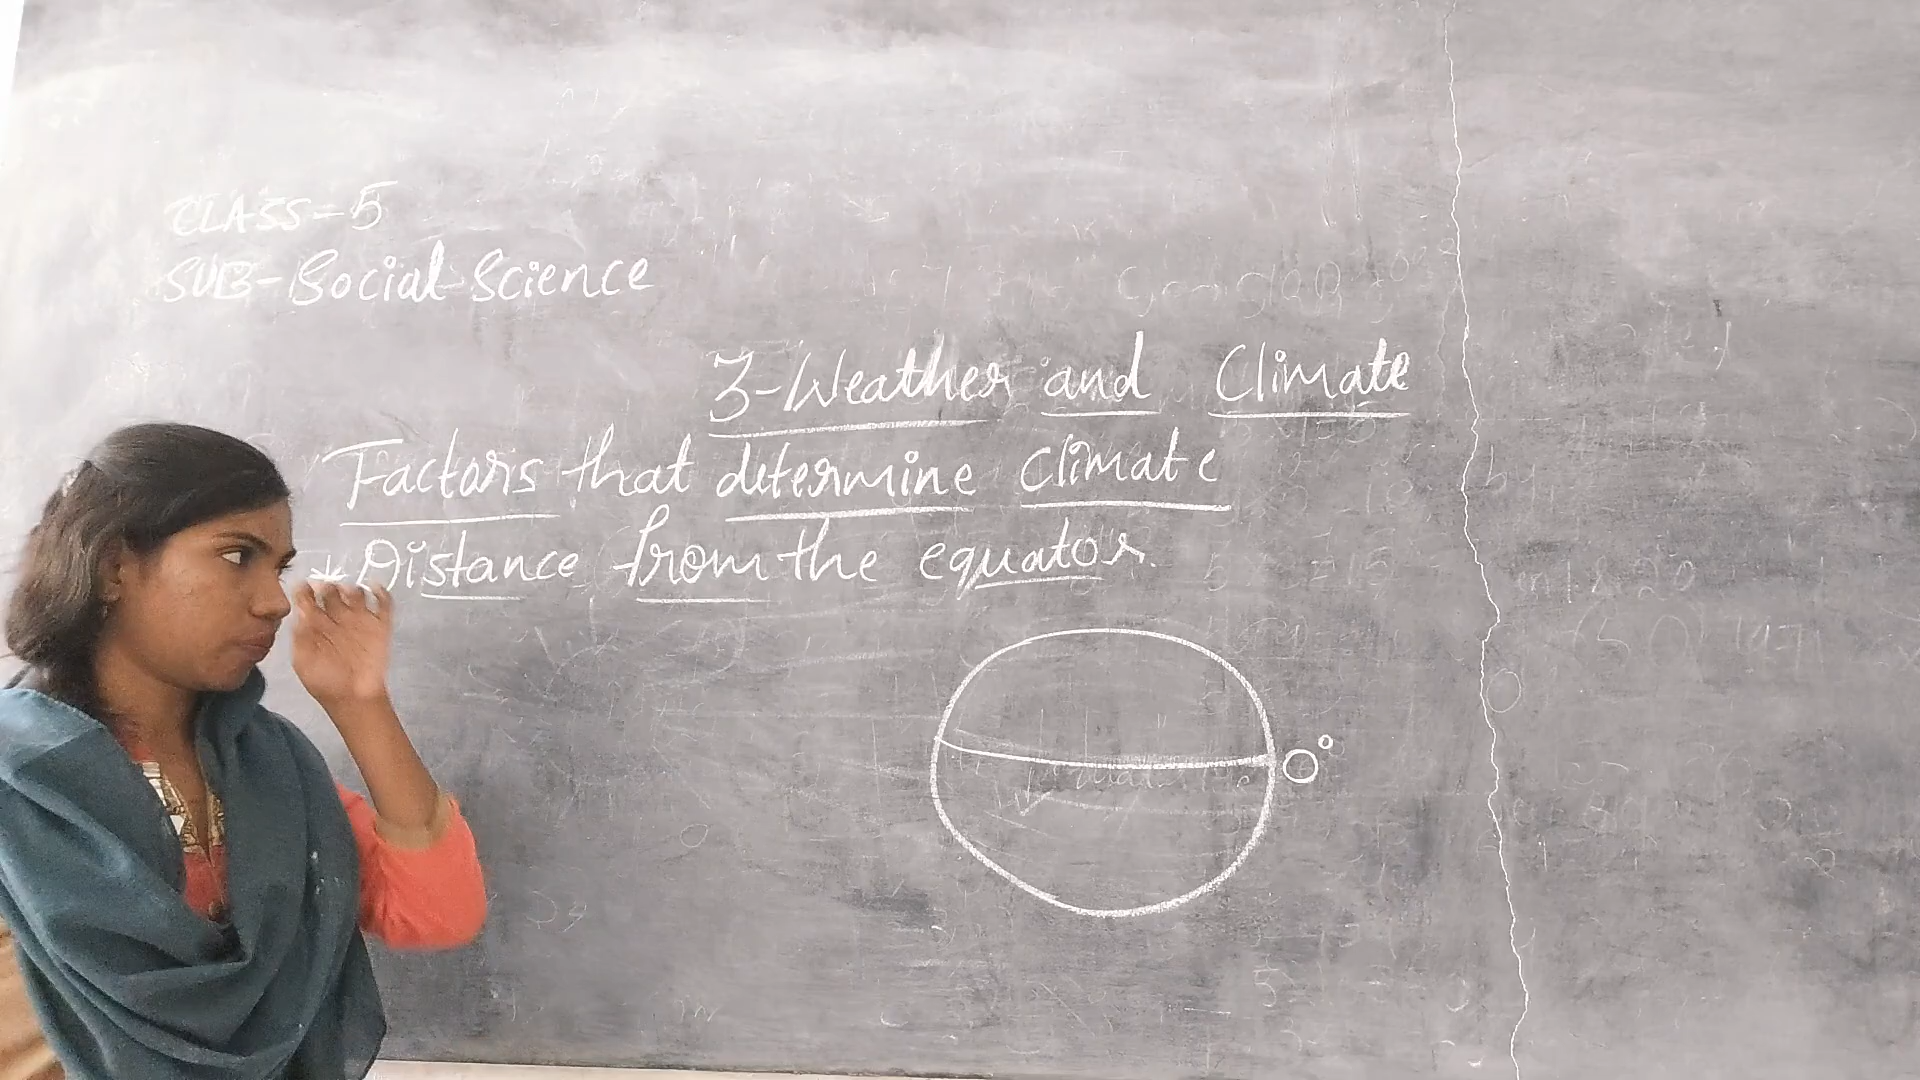 CLASS-5
SUB-Social Science
3-Weather and Climate
Factors that determine Climate
*Distance from the equator.
0°